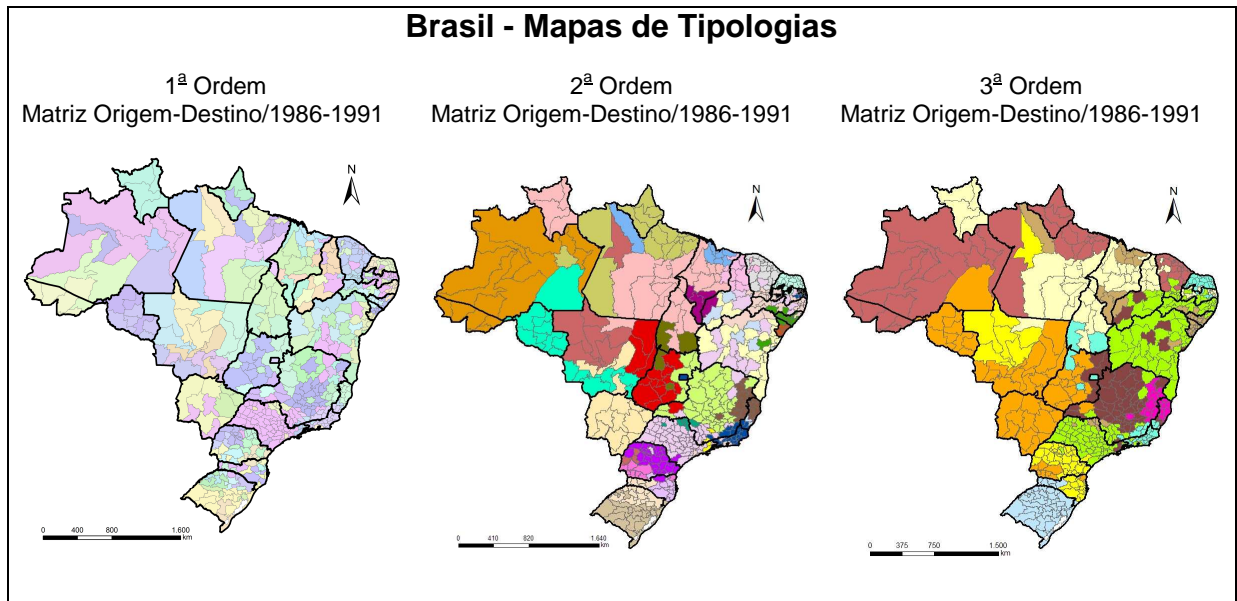 Brasil - Mapas de Tipologias
1ª Ordem
Matriz Origem-Destino/1986-1991
N
0 400 800 1.600
km
2ª Ordem
Matriz Origem-Destino/1986-1991
N
0 410 820 1.640
km
3ª Ordem
Matriz Origem-Destino/1986-1991
N
0 375 750 1.500
km